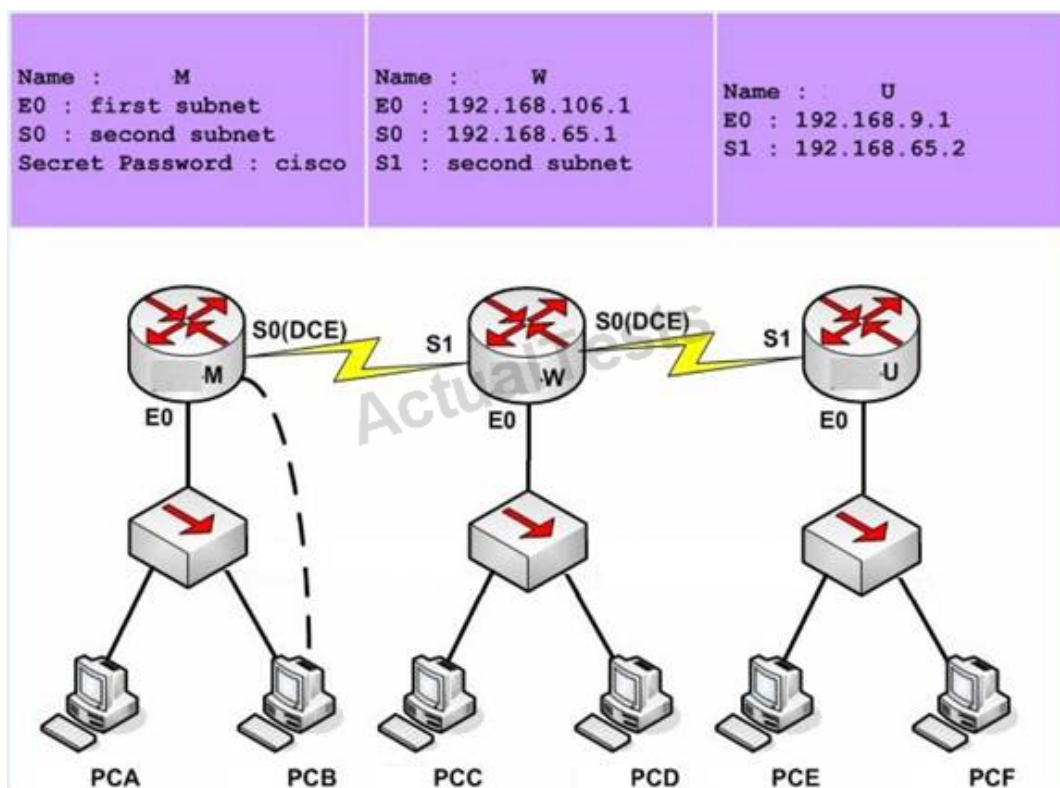 Name : M
E0 : first subnet
S0 : second subnet
Secret Password : cisco
Name : W
E0 : 192.168.106.1
S0 : 192.168.65.1
S1 : second subnet
Name : U
E0 : 192.168.9.1
S1 : 192.168.65.2
S0(DCE) S1 S0(DCE) S1
-M -W -U
E0 E0 E0
ActualTests
PCA PCB PCC PCD PCE PCF